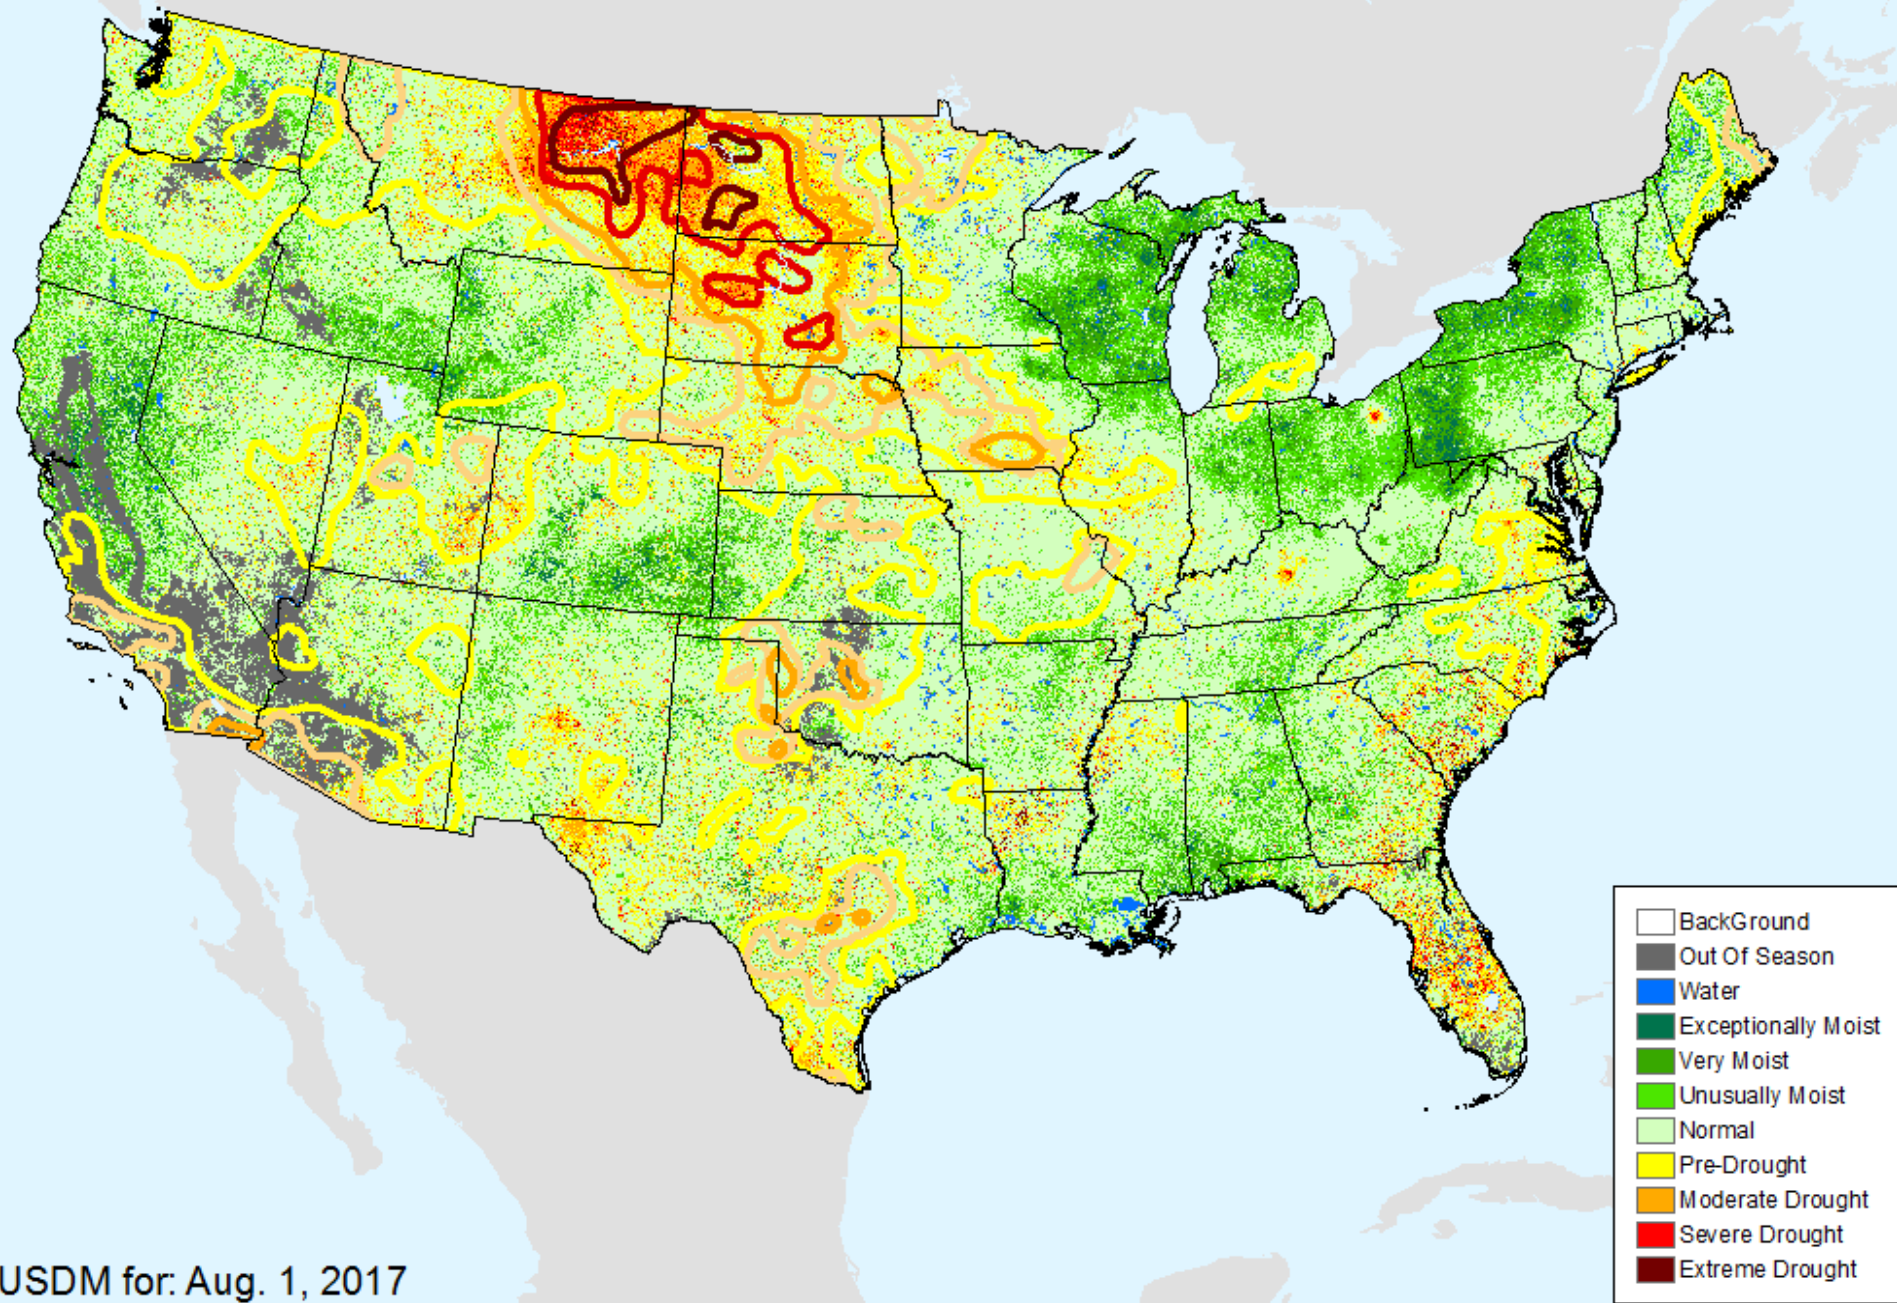 BackGround
Out Of Season
Water
Exceptionally Moist
Very Moist
Unusually Moist
Normal
Pre-Drought
Moderate Drought
Severe Drought
Extreme Drought
USDM for: Aug. 1, 2017